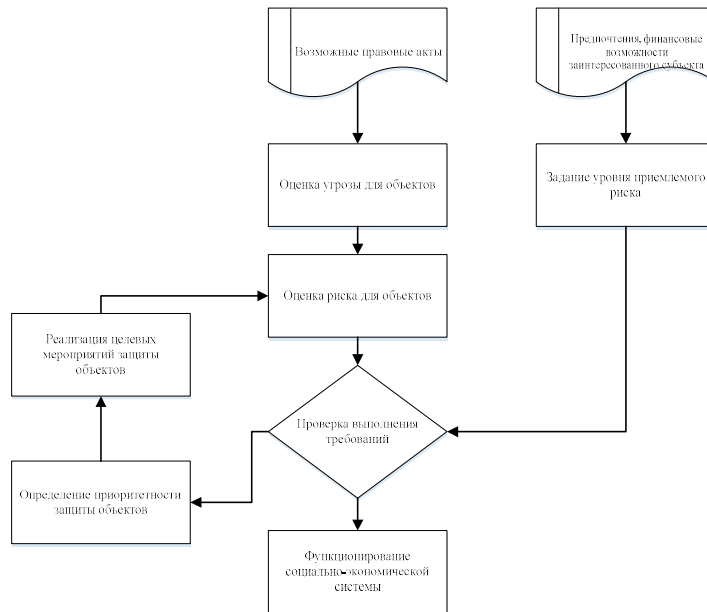 Возможные правовые акты
Предпочтения, финансовые
возможности
заинтересованного субъекта
Оценка угрозы для объектов
Задание уровня приемлемого
риска
Оценка риска для объектов
Реализация целевых
мероприятий защиты
объектов
Проверка выполнения
требований
Определение приоритетности
защиты объектов
Функционирование
социально-экономической
системы